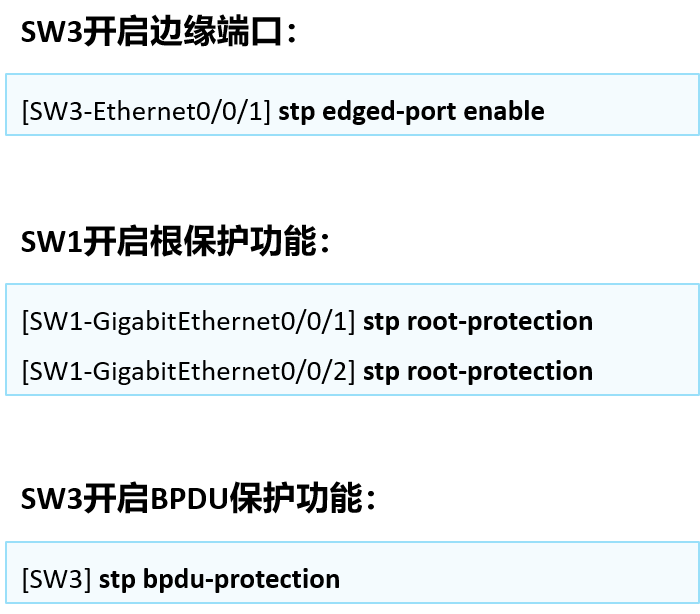 SW3开启边缘端口：
[SW3-Ethernet0/0/1] stp edged-port enable
SW1开启根保护功能：
[SW1-GigabitEthernet0/0/1] stp root-protection
[SW1-GigabitEthernet0/0/2] stp root-protection
SW3开启BPDU保护功能：
[SW3] stp bpdu-protection